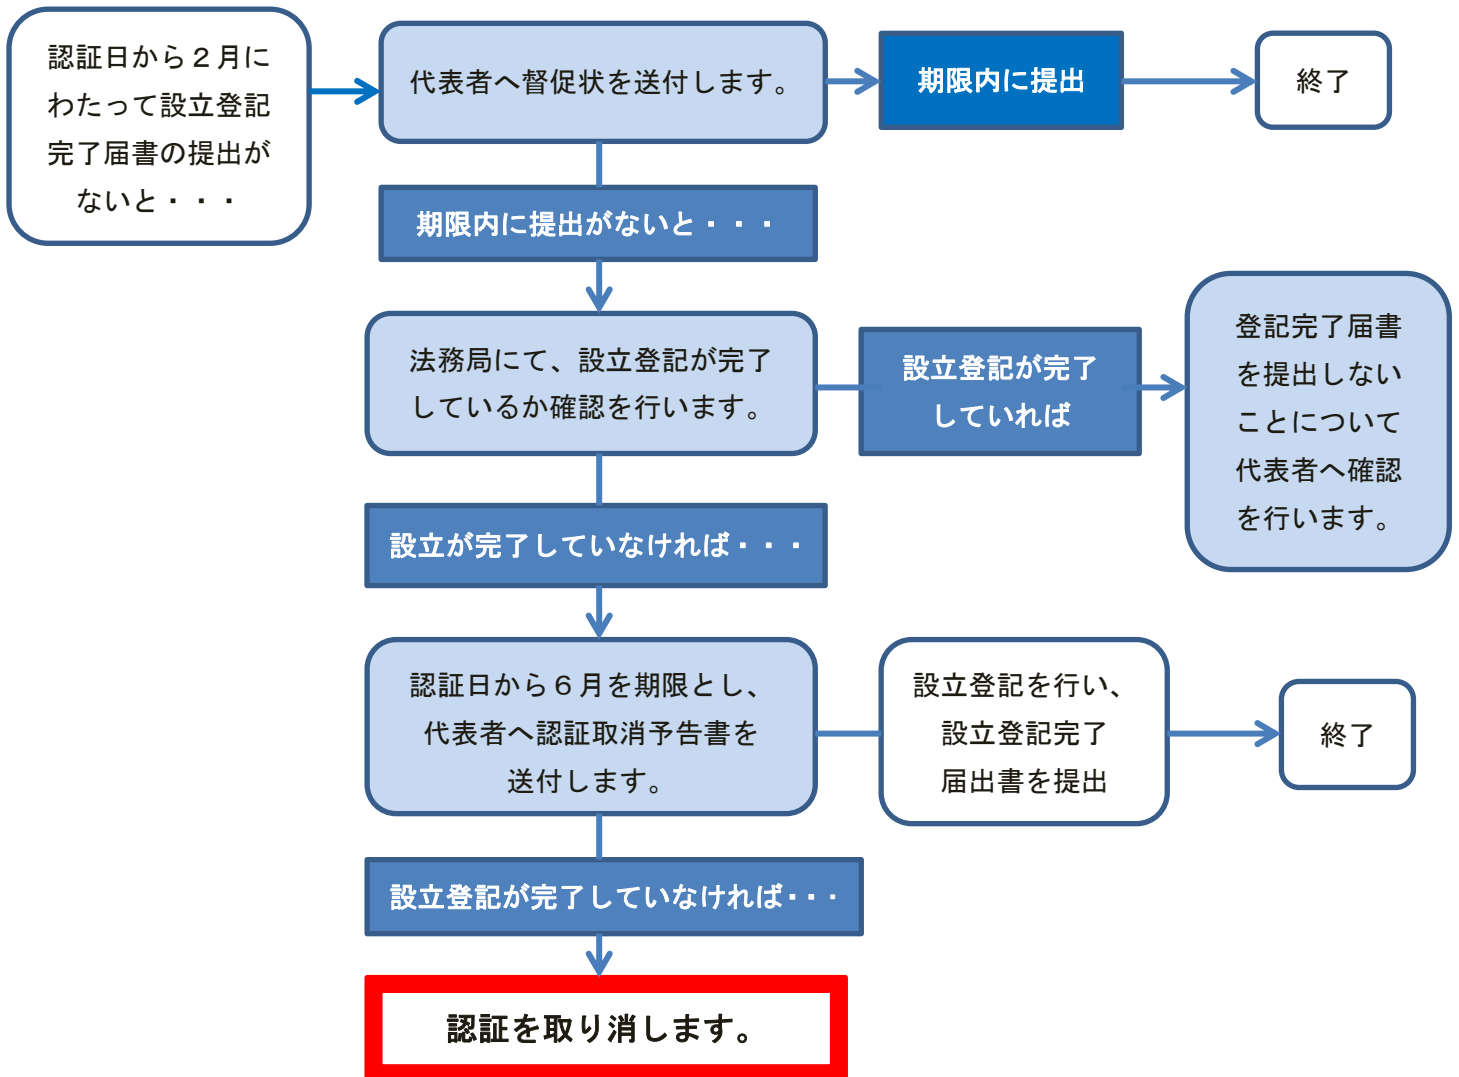 認証日から２月に
わたって設立登記
完了届書の提出が
ないと・・・
代表者へ督促状を送付します。
期限内に提出
終了
期限内に提出がないと・・・
法務局にて、設立登記が完了
しているか確認を行います。
設立登記が完了
していれば
登記完了届書
を提出しない
ことについて
代表者へ確認
を行います。
設立が完了していなければ・・・
認証日から６月を期限とし、
代表者へ認証取消予告書を
送付します。
設立登記を行い、
設立登記完了
届出書を提出
終了
設立登記が完了していなければ・・・
認証を取り消します。